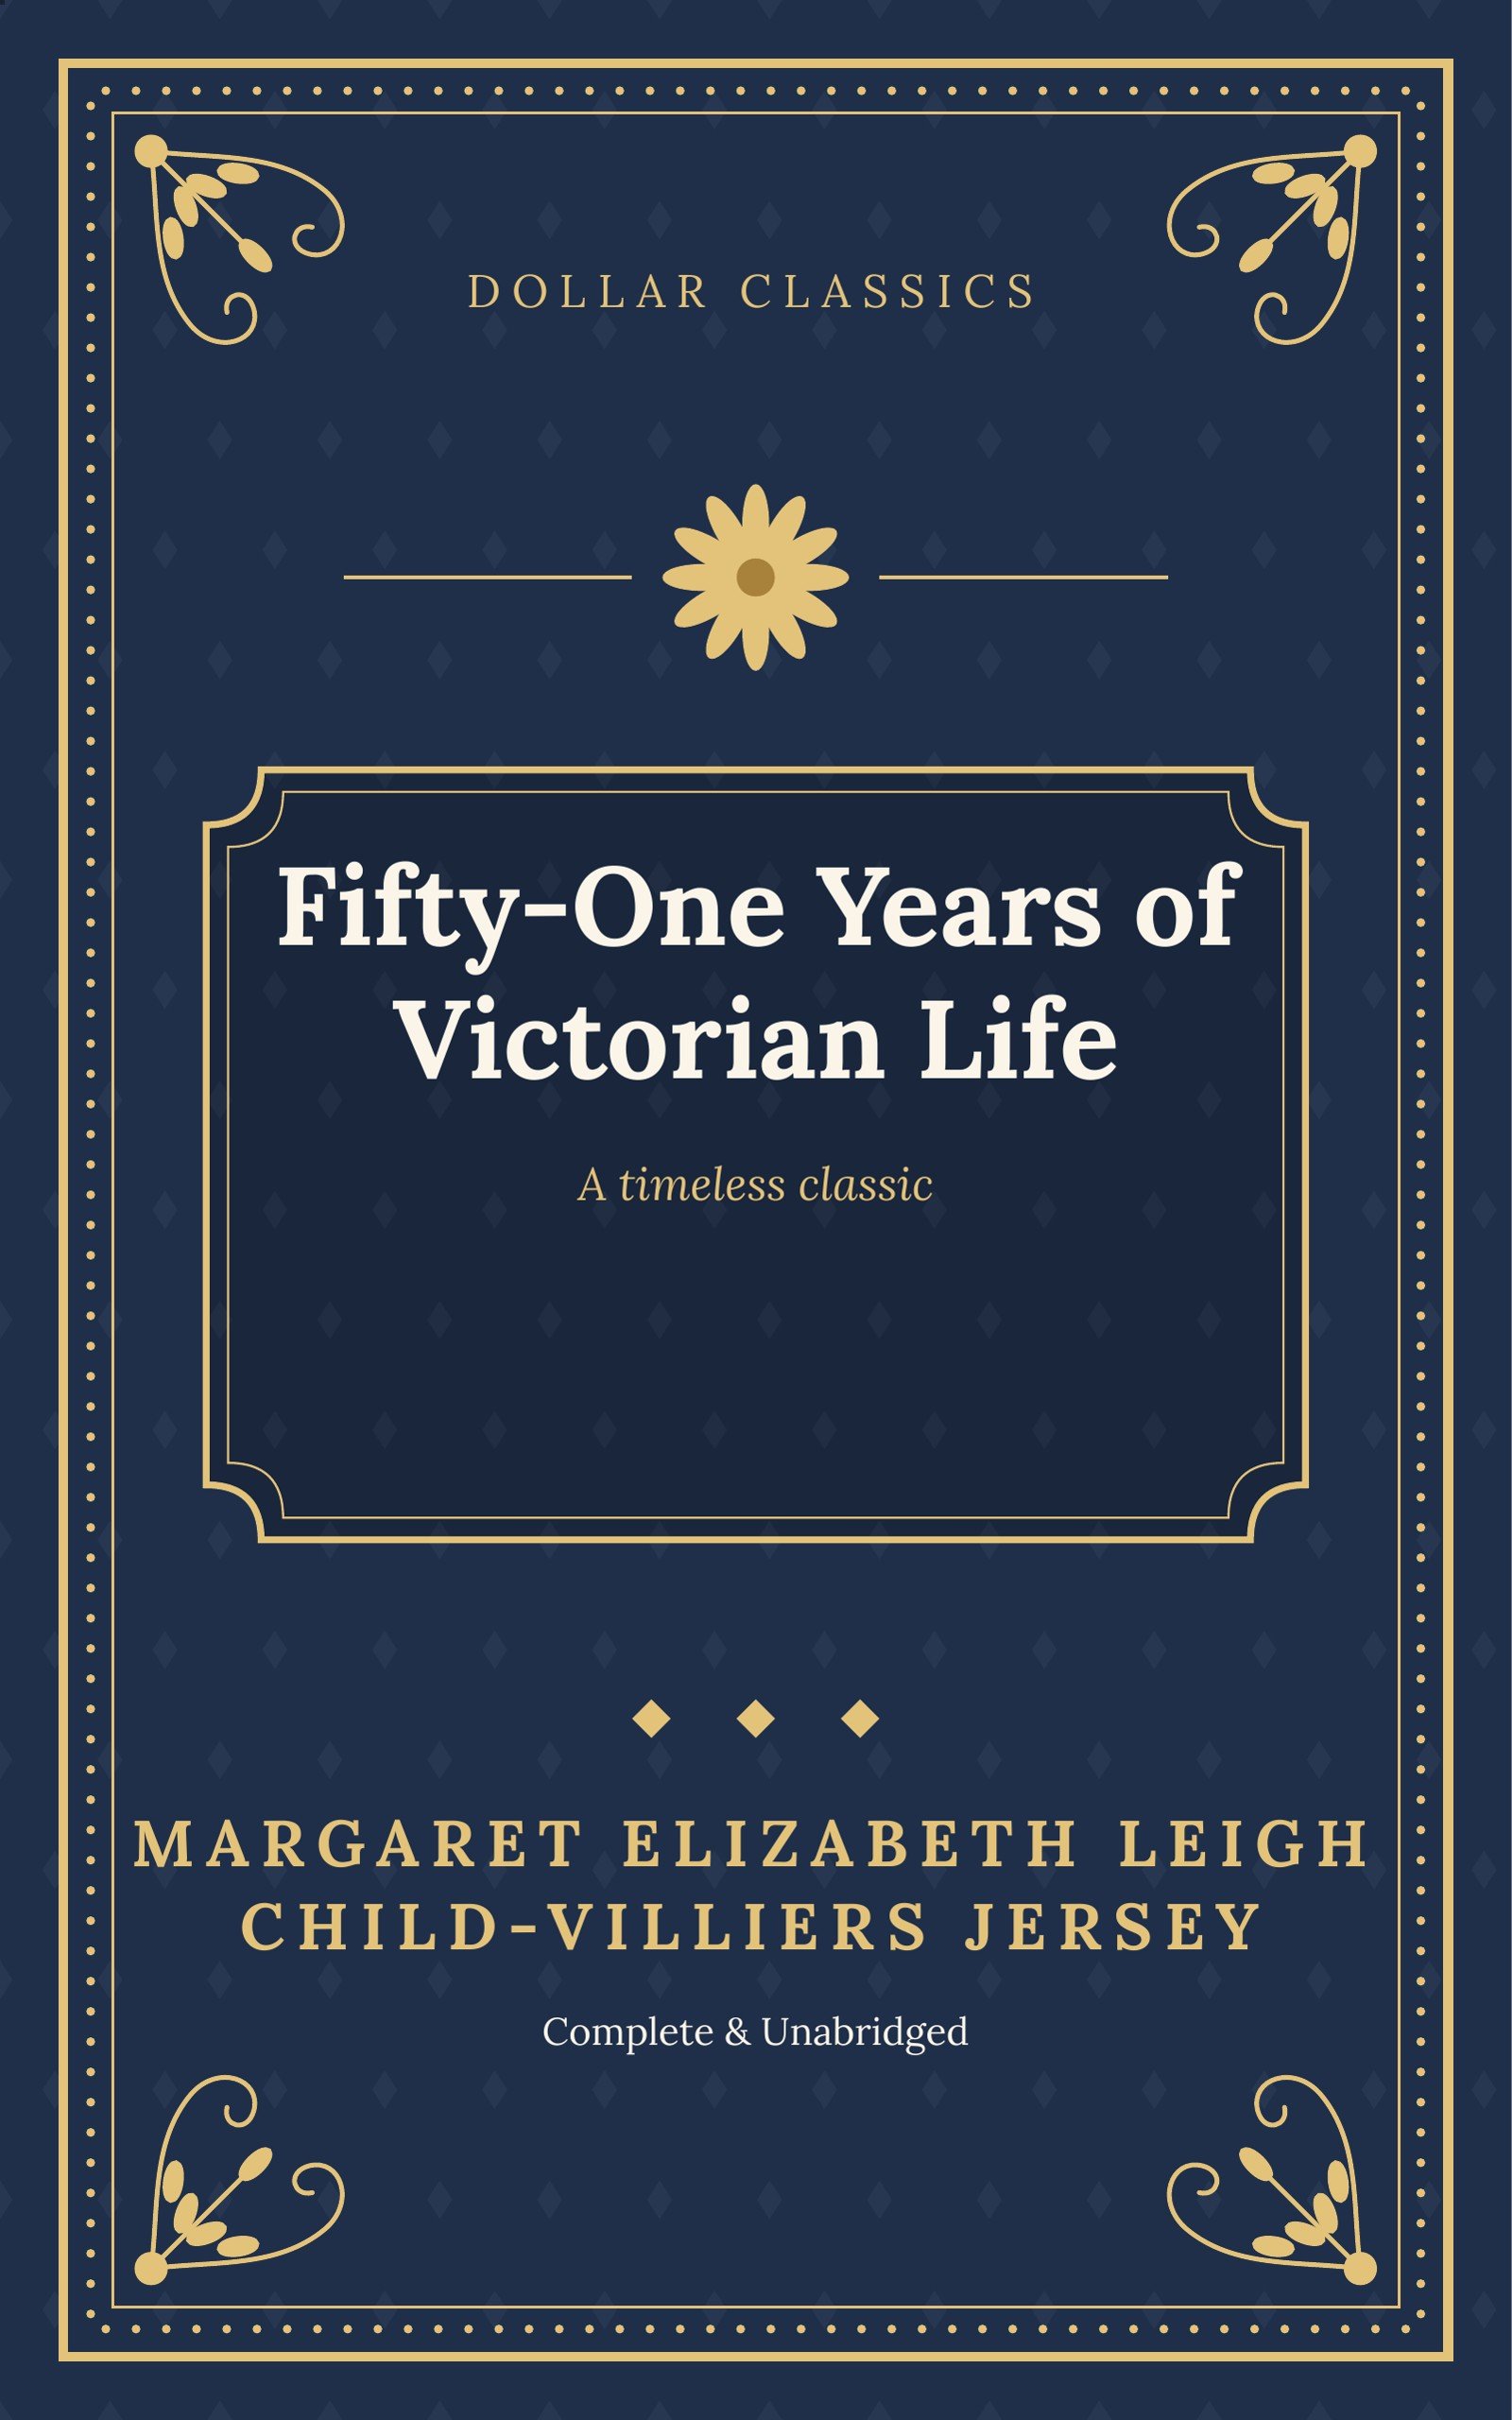 DOLLAR CLASSICS
Fifty-One Years of
Victorian Life
A timeless classic
MARGARET ELIZABETH LEIGH
CHILD-VILLIERS JERSEY
Complete & Unabridged